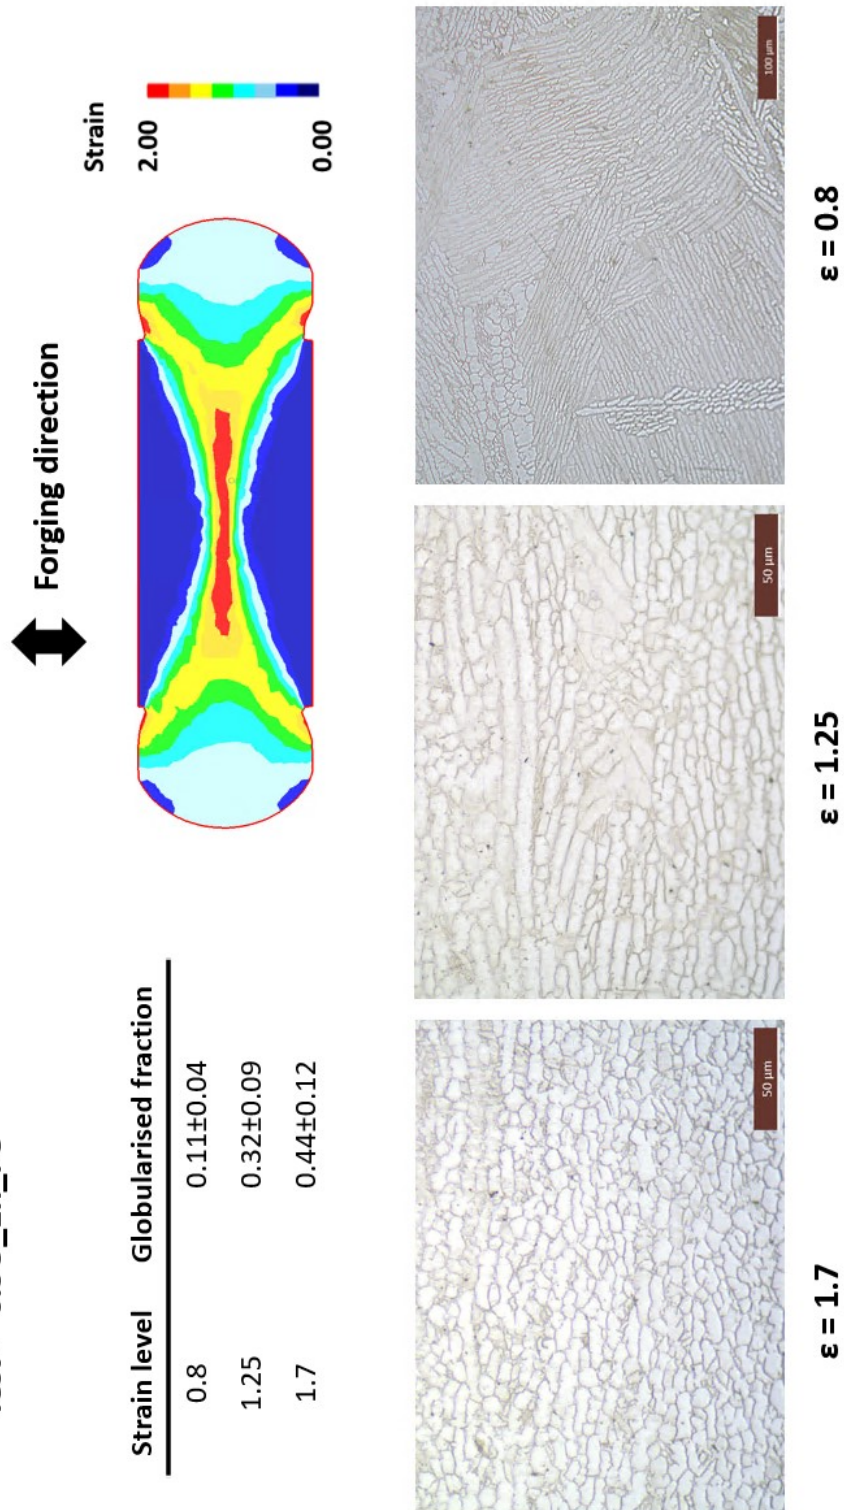 Forging direction
Strain
2.00
0.00
Strain level Globularised fraction
0.8 0.11±0.04
1.25 0.32±0.09
1.7 0.44±0.12
50 µm
50 µm
100 µm
ε = 1.7
ε = 1.25
ε = 0.8